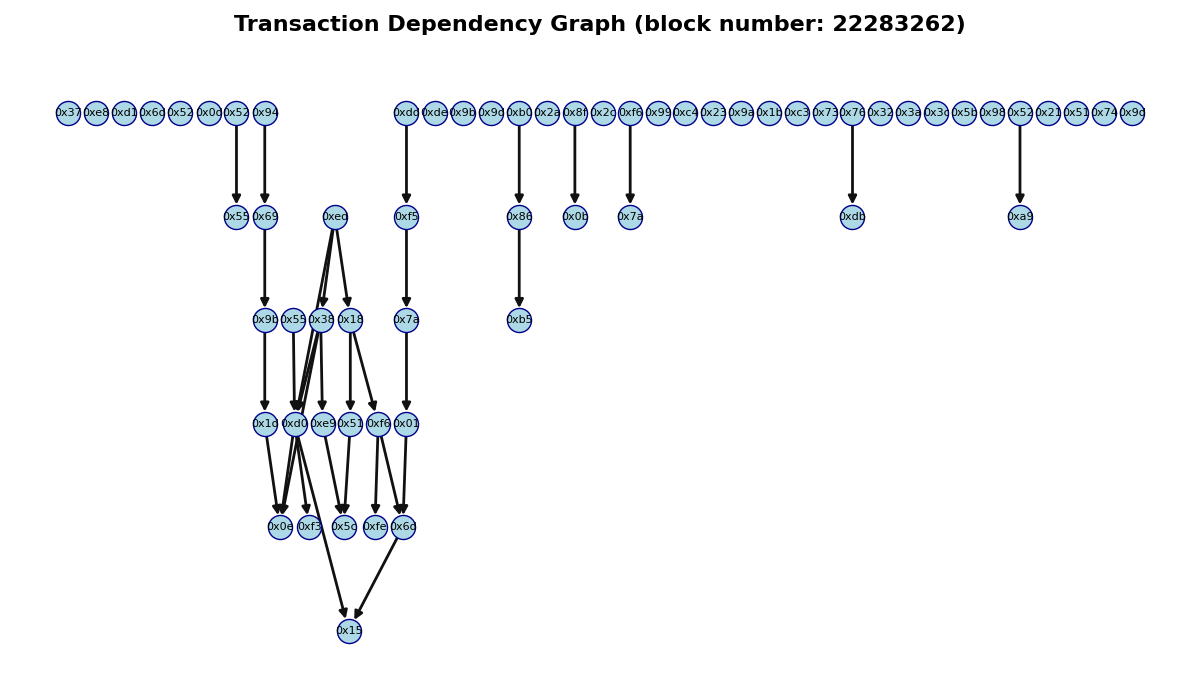 Transaction Dependency Graph (block number: 22283262)
0x37 0xe8 0xd1 0x6d 0x52 0x0d 0x52 0x94 0xdd 0xde 0x9b 0x9d 0xb0 0x2a 0x8f 0x2d 0xf6 0x99 0xc4 0x23 0x9a 0x1b 0xc3 0x73 0x76 0x32 0x3a 0x3c 0x5b 0x98 0x52 0x21 0x51 0x74 0x9d
0x55 0x69 0xed 0xf5 0x86 0x0b 0x7a 0xdb 0xa9
0x9b 0x55 0x38 0x18 0x7a 0xb5
0x1d 0xd0 0xe9 0x51 0xf6 0x01
0x0e 0xf3 0x5c 0xfe 0x6d
0x15